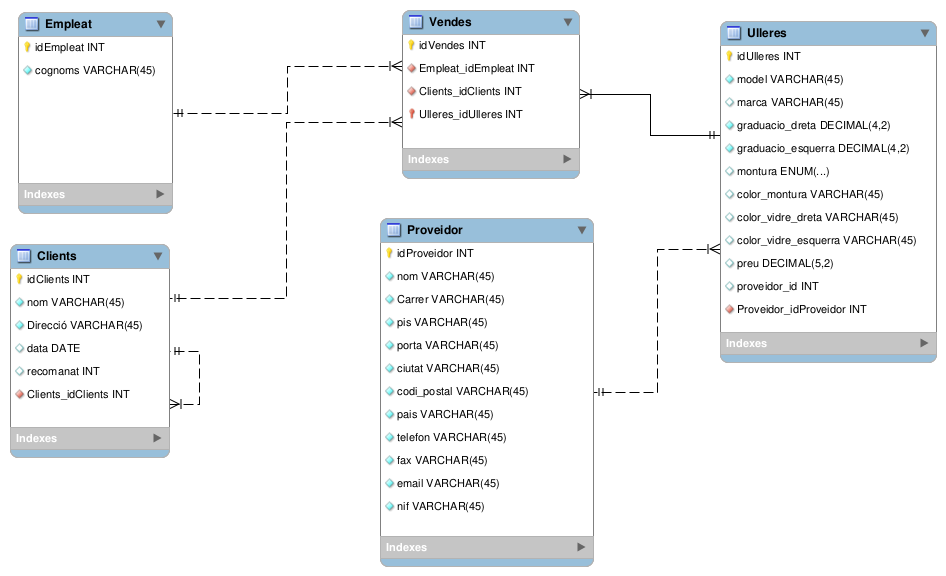 Empleat
idEmpleat INT
cognoms VARCHAR(45)
Indexes
Vendes
idVendes INT
Empleat_idEmpleat INT
Clients_idClients INT
Ulleres_idUlleres INT
Indexes
Ulleres
idUlleres INT
model VARCHAR(45)
marca VARCHAR(45)
graduacio_dreta DECIMAL(4,2)
graduacio_esquerra DECIMAL(4,2)
montura ENUM(...)
color_montura VARCHAR(45)
color_vidre_dreta VARCHAR(45)
color_vidre_esquerra VARCHAR(45)
preu DECIMAL(5,2)
proveidor_id INT
Proveidor_idProveidor INT
Indexes
Clients
idClients INT
nom VARCHAR(45)
Direcció VARCHAR(45)
data DATE
recomanat INT
Clients_idClients INT
Indexes
Proveidor
idProveidor INT
nom VARCHAR(45)
Carrer VARCHAR(45)
pis VARCHAR(45)
porta VARCHAR(45)
ciutat VARCHAR(45)
codi_postal VARCHAR(45)
pais VARCHAR(45)
telefon VARCHAR(45)
fax VARCHAR(45)
email VARCHAR(45)
nif VARCHAR(45)
Indexes